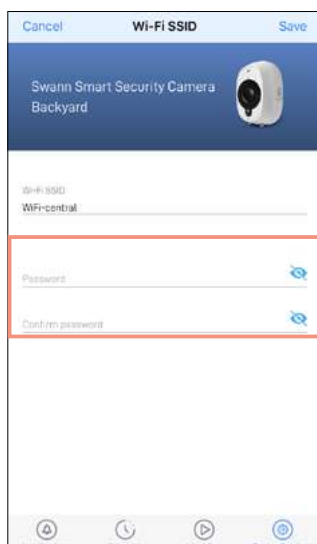 Cancel Wi-Fi SSID Save
Swann Smart Security Camera
Backyard
Wi-Fi SSID
WiFi-central
Password
Confirm password